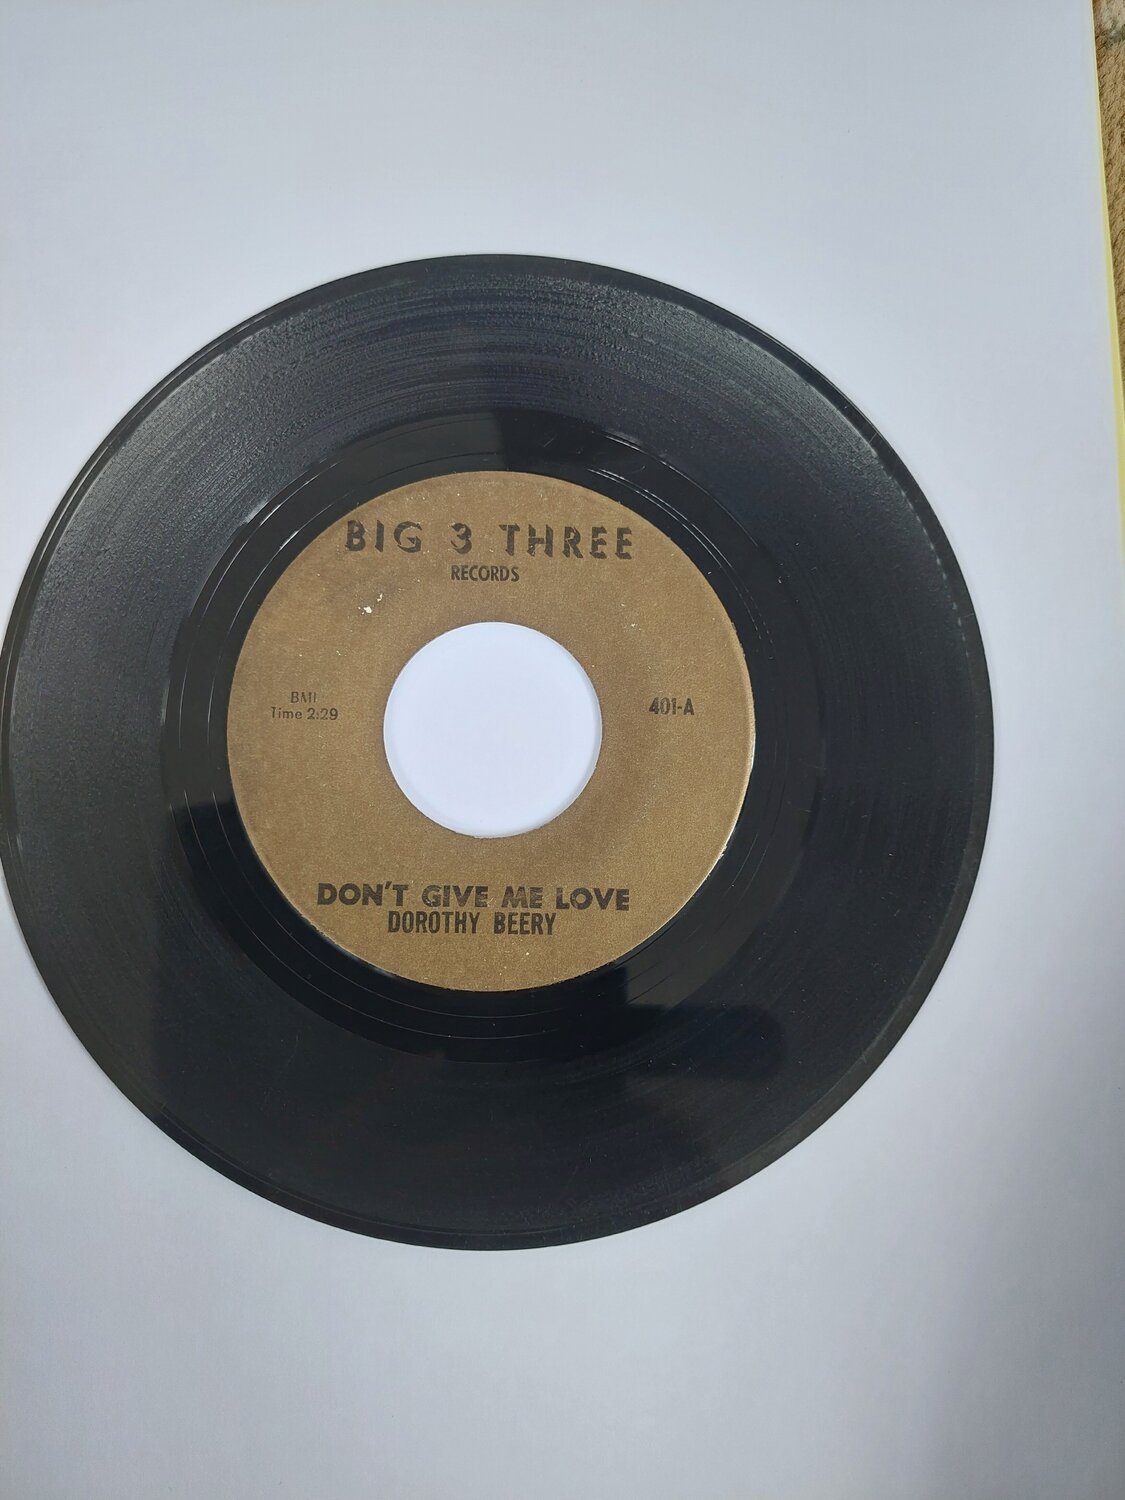 BIG 3 THREE
RECORDS
BMI
Time 2:29
401-A
DON'T GIVE ME LOVE
DOROTHY BEERY